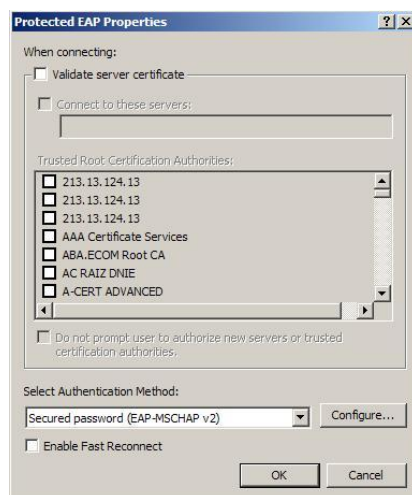 Protected EAP Properties
When connecting:
Validate server certificate
Connect to these servers:
Trusted Root Certification Authorities:
213.13.124.13
213.13.124.13
213.13.124.13
AAA Certificate Services
ABA.ECOM Root CA
AC RAIZ DNIE
A-CERT ADVANCED
Do not prompt user to authorize new servers or trusted
certification authorities.
Select Authentication Method:
Secured password (EAP-MSCHAP v2)
Configure...
Enable Fast Reconnect
OK
Cancel